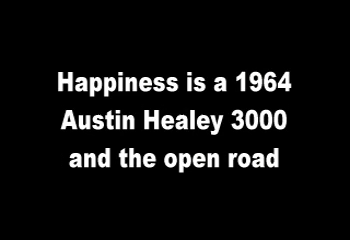 Happiness is a 1964
Austin Healey 3000
and the open road